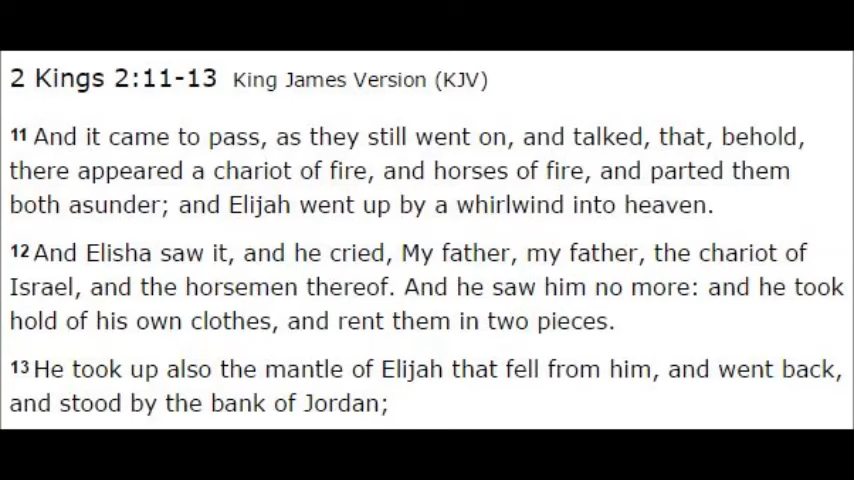 2 Kings 2:11-13 King James Version (KJV)
11 And it came to pass, as they still went on, and talked, that, behold,
there appeared a chariot of fire, and horses of fire, and parted them
both asunder; and Elijah went up by a whirlwind into heaven.
12 And Elisha saw it, and he cried, My father, my father, the chariot of
Israel, and the horsemen thereof. And he saw him no more: and he took
hold of his own clothes, and rent them in two pieces.
13 He took up also the mantle of Elijah that fell from him, and went back,
and stood by the bank of Jordan;